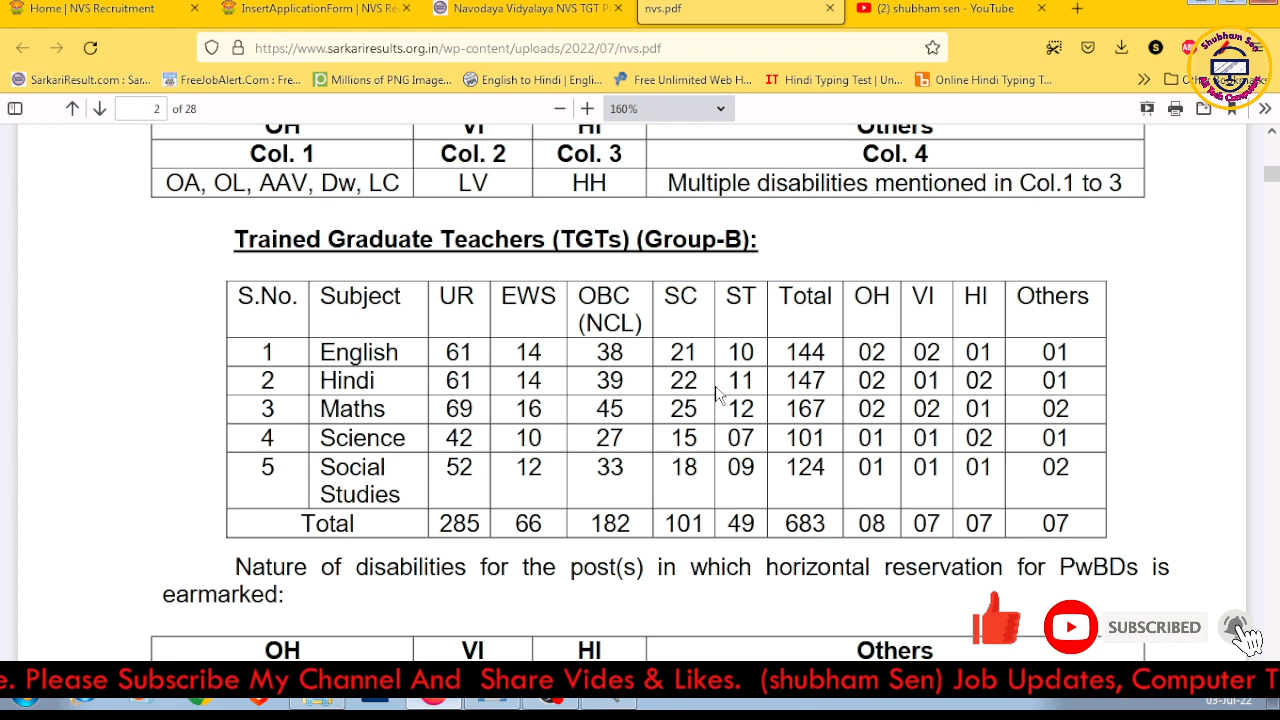 Home | NVS Recruitment
InsertApplicationForm | NVS Re
Navodaya Vidyalaya NVS TGT P
nvs.pdf
(2) shubham sen - YouTube
https://www.sarkariresults.org.in/wp-content/uploads/2022/07/nvs.pdf
Shubham Sen
SarkariResult.com : Sar...
FreeJobAlert.Com : Fre...
Millions of PNG Image...
English to Hindi | Engli...
Free Unlimited Web H...
Hindi Typing Test | Un...
Online Hindi Typing T...
2 of 28
160%
OH VI HI Others
Col. 1 Col. 2 Col. 3 Col. 4
OA, OL, AAV, Dw, LC LV HH Multiple disabilities mentioned in Col.1 to 3
Trained Graduate Teachers (TGTs) (Group-B):
S.No. Subject UR EWS OBC (NCL) SC ST Total OH VI HI Others
1 English 61 14 38 21 10 144 02 02 01 01
2 Hindi 61 14 39 22 11 147 02 01 02 01
3 Maths 69 16 45 25 12 167 02 02 01 02
4 Science 42 10 27 15 07 101 01 01 02 01
5 Social Studies 52 12 33 18 09 124 01 01 01 02
Total 285 66 182 101 49 683 08 07 07 07
Nature of disabilities for the post(s) in which horizontal reservation for PwBDs is
earmarked:
OH VI HI Others
SUBSCRIBED
e. Please Subscribe My Channel And Share Vides & Likes. (shubham Sen) Job Updates, Computer T
03-Jul-22